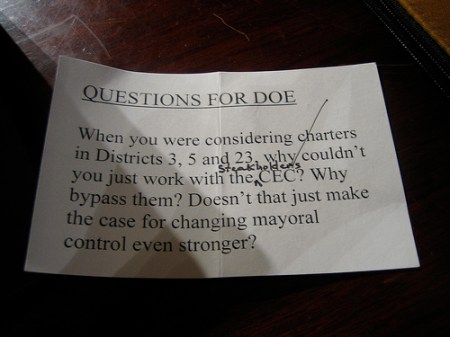 QUESTIONS FOR DOE
When you were considering charters
in Districts 3, 5 and 23, why couldn't
steakholders
you just work with the CEC? Why
bypass them? Doesn't that just make
the case for changing mayoral
control even stronger?